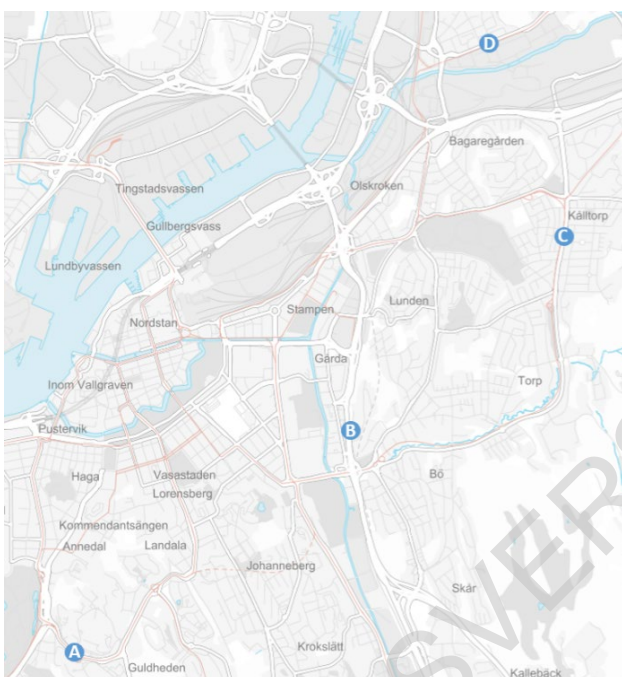 D
Bagaregården
Olskroken
Tingstadsvassen
Kålltorp
Gullbergsvass
C
Lundbyvassen
Lunden
Stampen
Nordstan
Gårda
Torp
Inom Vallgraven
Pustervik
B
Haga
Vasastaden
Bö
Lorensberg
Kommendantsängen
Annedal
Landala
Johanneberg
Skår
Krokslätt
A
Guldheden
Kallebäck
SVERS